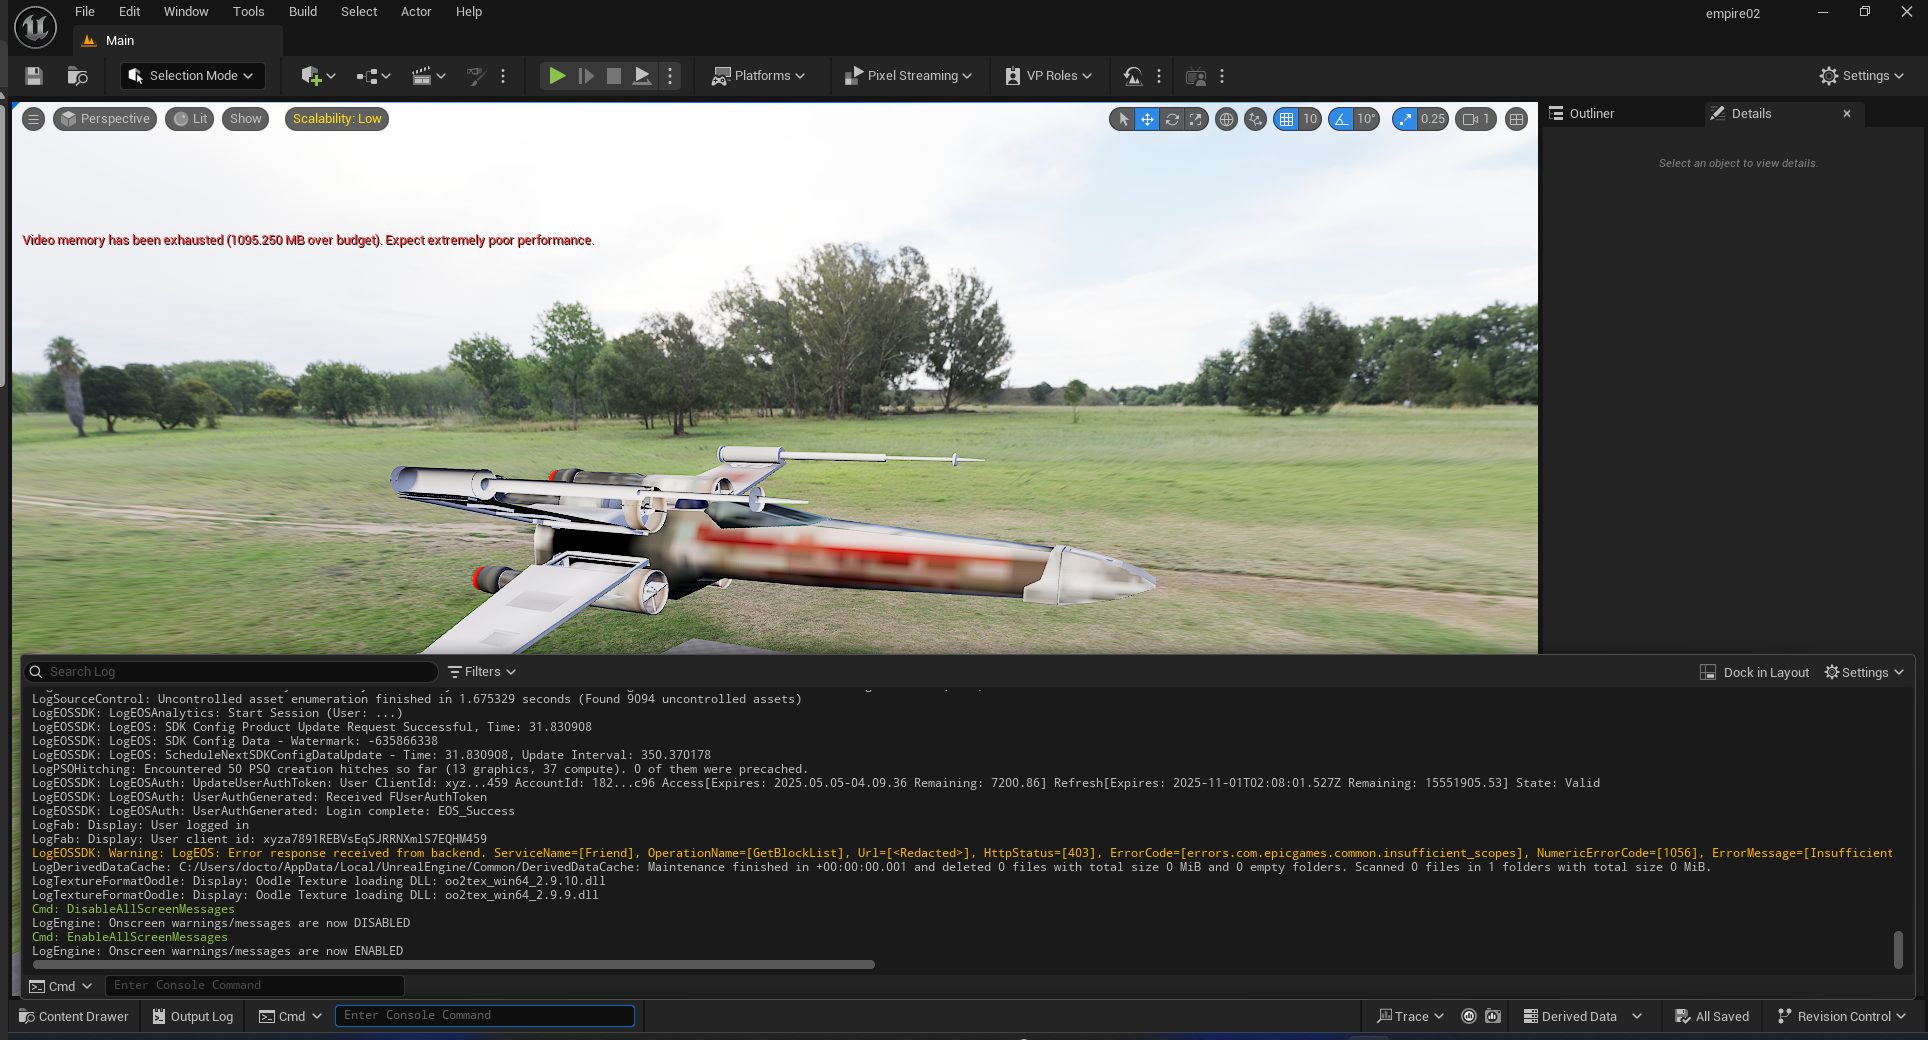 File Edit Window Tools Build Select Actor Help
empire02
Main
Selection Mode
Platforms
Pixel Streaming
VP Roles
Settings
Perspective Lit Show Scalability: Low
10 10° 0.25 1
Outliner
Details
Select an object to view details.
Video memory has been exhausted (1095.250 MB over budget). Expect extremely poor performance.
Search Log
Filters
Dock in Layout
Settings
LogSourceControl: Uncontrolled asset enumeration finished in 1.675329 seconds (Found 9094 uncontrolled assets)
LogEOSSDK: LogEOSAnalytics: Start Session (User: ...)
LogEOSSDK: LogEOS: SDK Config Product Update Request Successful, Time: 31.830908
LogEOSSDK: LogEOS: SDK Config Data - Watermark: -635866338
LogEOSSDK: LogEOS: ScheduleNextSDKConfigDataUpdate - Time: 31.830908, Update Interval: 350.370178
LogPSOHitching: Encountered 50 PSO creation hitches so far (13 graphics, 37 compute). 0 of them were precached.
LogEOSSDK: LogEOSAuth: UpdateUserAuthToken: User ClientId: xyz...459 AccountId: 182...c96 Access[Expires: 2025.05.05-04.09.36 Remaining: 7200.86] Refresh[Expires: 2025-11-01T02:08:01.527Z Remaining: 15551905.53] State: Valid
LogEOSSDK: LogEOSAuth: UserAuthGenerated: Received FUserAuthToken
LogEOSSDK: LogEOSAuth: UserAuthGenerated: Login complete: EOS_Success
LogFab: Display: User logged in
LogFab: Display: User client id: xyza7891REBVsEqSJRRNXmlS7EQHM459
LogEOSSDK: Warning: LogEOS: Error response received from backend. ServiceName=[Friend], OperationName=[GetBlockList], Url=[<Redacted>], HttpStatus=[403], ErrorCode=[errors.com.epicgames.common.insufficient_scopes], NumericErrorCode=[1056], ErrorMessage=[Insufficient
LogDerivedDataCache: C:/Users/docto/AppData/Local/UnrealEngine/Common/DerivedDataCache: Maintenance finished in +00:00:00.001 and deleted 0 files with total size 0 MiB and 0 empty folders. Scanned 0 files in 1 folders with total size 0 MiB.
LogTextureFormatOodle: Display: Oodle Texture loading DLL: oo2tex_win64_2.9.10.dll
LogTextureFormatOodle: Display: Oodle Texture loading DLL: oo2tex_win64_2.9.9.dll
Cmd: DisableAllScreenMessages
LogEngine: Onscreen warnings/messages are now DISABLED
Cmd: EnableAllScreenMessages
LogEngine: Onscreen warnings/messages are now ENABLED
Cmd
Enter Console Command
Content Drawer
Output Log
Cmd
Enter Console Command
Trace
Derived Data
All Saved
Revision Control